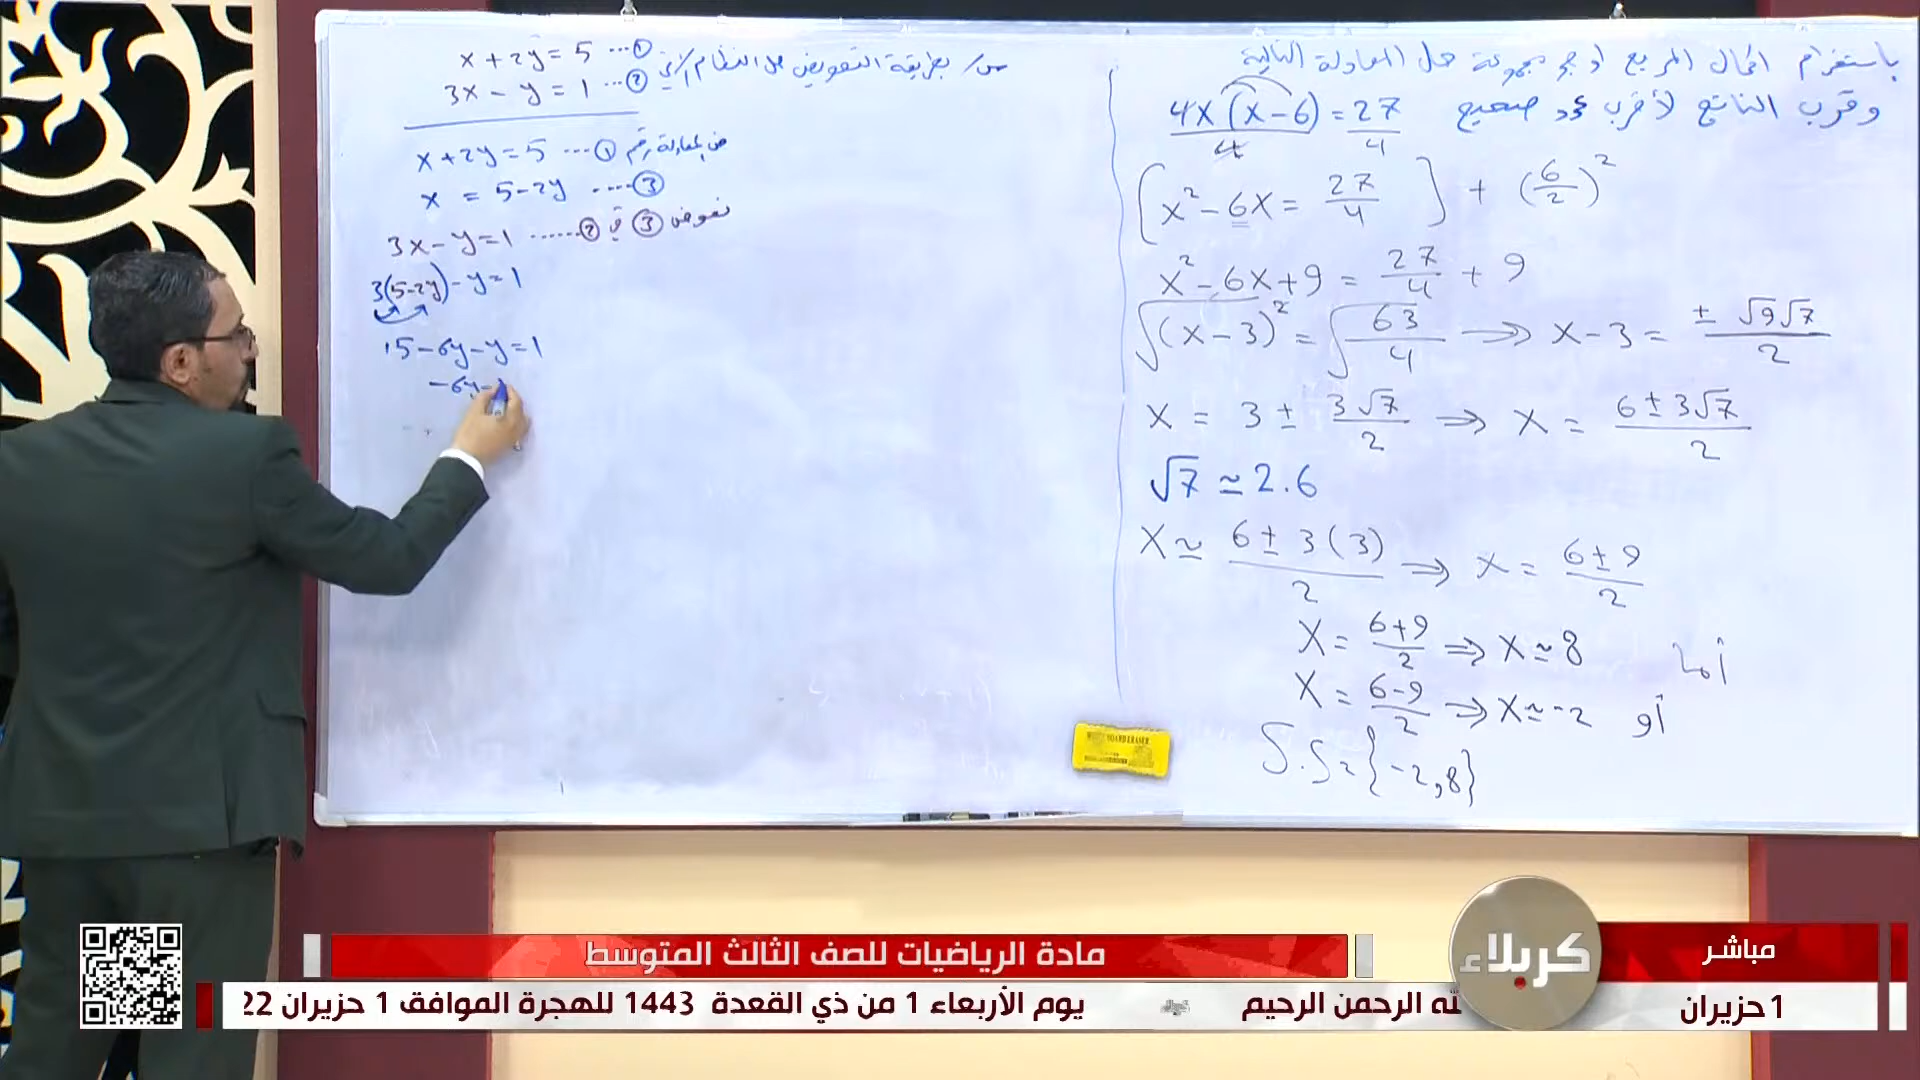 باستخدام اكمال المربع اوجد مجموعة حل المعادلة التالية
وقرب الناتج لأقرب عدد صحيح
4x(x-6) = 27
4 4
[x² - 6x = 27/4] + (6/2)²
x² - 6x + 9 = 27/4 + 9
√(x-3)² = √63/4 ⟹ x-3 = ± √9√7 / 2
x = 3 ± 3√7/2 ⟹ x = 6 ± 3√7 / 2
√7 ≃ 2.6
x ≃ 6 ± 3(3) / 2 ⟹ x = 6 ± 9 / 2
x = 6+9/2 ⟹ x ≃ 8 أما
x = 6-9/2 ⟹ x ≃ -2 أو
S.S = {-2, 8}
س/ بطريقة التعويض حل النظام الآتي
x + 2y = 5 ---①
3x - y = 1 ---②
x + 2y = 5 ---① من المعادلة رقم
x = 5 - 2y ----③
نعوض ③ في ②
3x - y = 1 ------②
3(5-2y) - y = 1
15 - 6y - y = 1
-6y -
BOARD ERASER
مباشر
1 حزيران
كربلاء
مادة الرياضيات للصف الثالث المتوسط
لله الرحمن الرحيم
يوم الأربعاء 1 من ذي القعدة 1443 للهجرة الموافق 1 حزيران 22